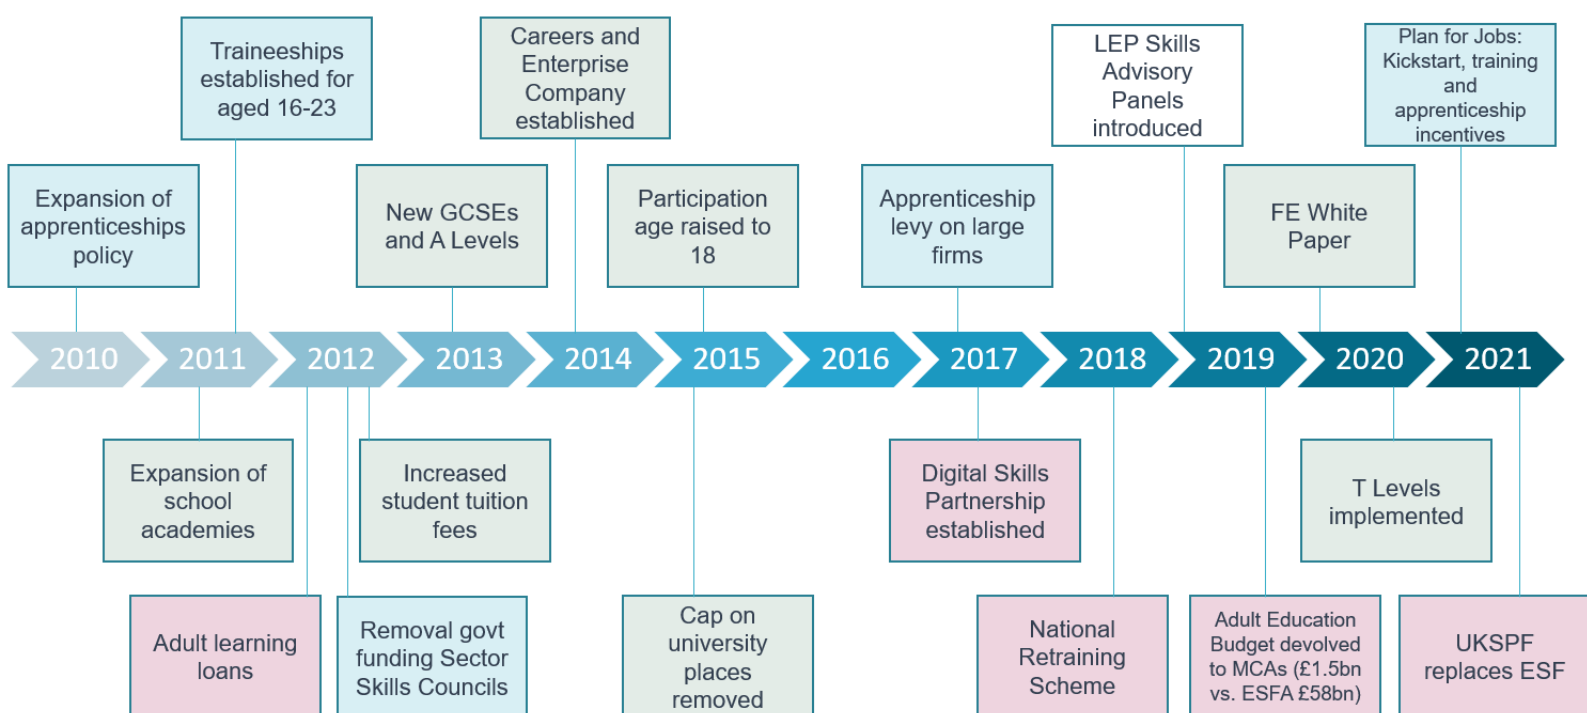 Traineeships
established for
aged 16-23
Careers and
Enterprise
Company
established
LEP Skills
Advisory
Panels
introduced
Plan for Jobs:
Kickstart, training
and
apprenticeship
incentives
Expansion of
apprenticeships
policy
New GCSEs
and A Levels
Participation
age raised to
18
Apprenticeship
levy on large
firms
FE White
Paper
2010
2011
2012
2013
2014
2015
2016
2017
2018
2019
2020
2021
Expansion of
school
academies
Increased
student tuition
fees
Digital Skills
Partnership
established
T Levels
implemented
Adult learning
loans
Removal govt
funding Sector
Skills Councils
Cap on
university
places
removed
National
Retraining
Scheme
Adult Education
Budget devolved
to MCAs (£1.5bn
vs. ESFA £58bn)
UKSPF
replaces ESF